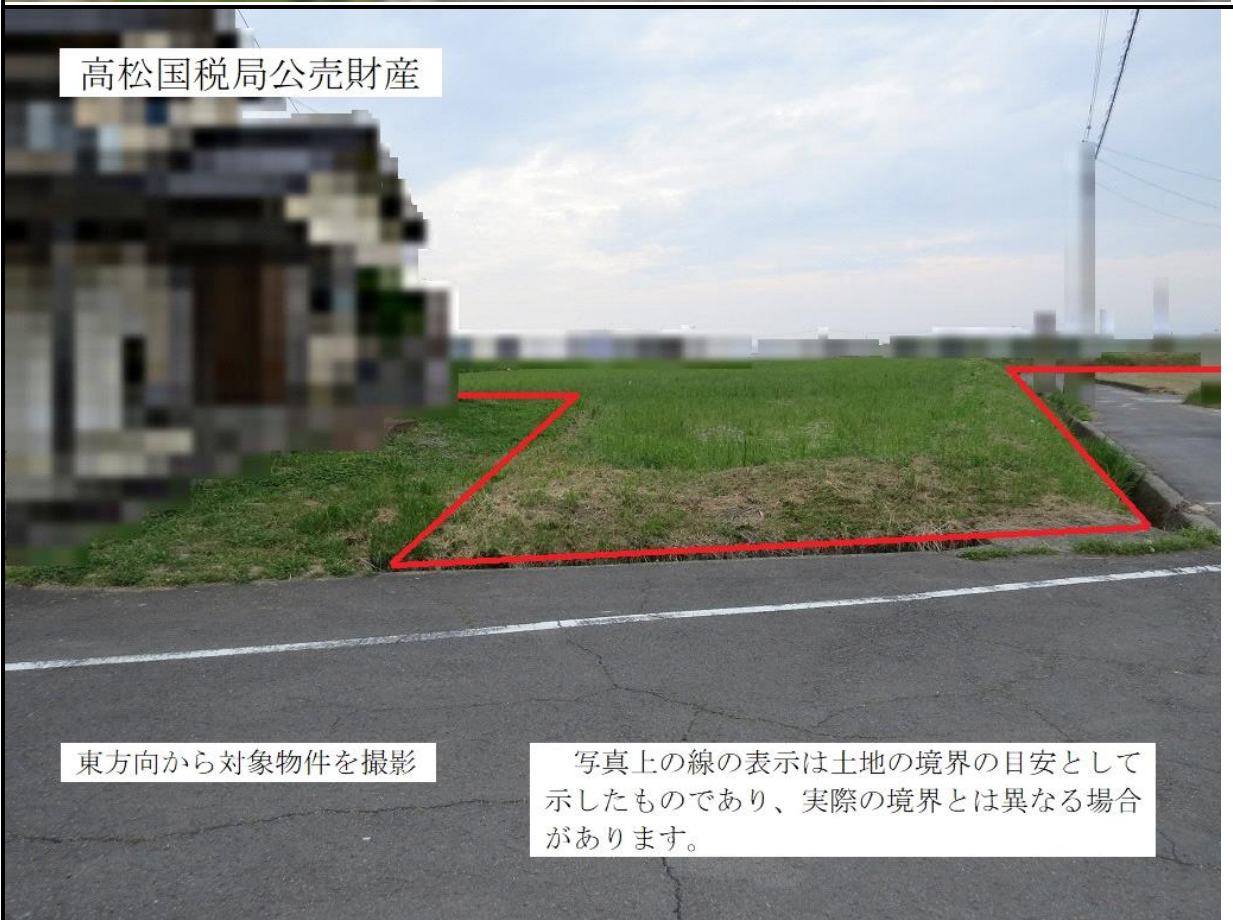 高松国税局公売財産
東方向から対象物件を撮影
写真上の線の表示は土地の境界の目安として
示したものであり、実際の境界とは異なる場合
があります。